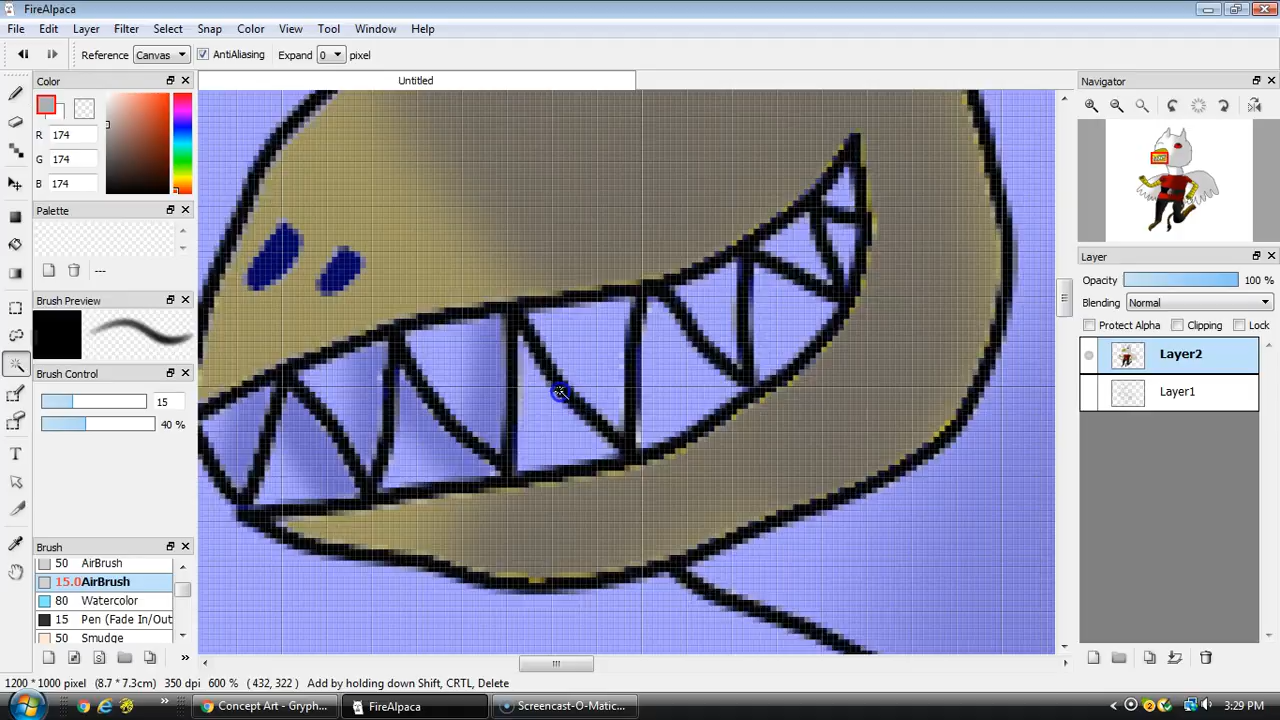 FireAlpaca
File Edit Layer Filter Select Snap Color View Tool Window Help
Reference Canvas AntiAliasing Expand 0 pixel
Color
R 174
G 174
B 174
Palette
---
Brush Preview
Brush Control
15
40 %
Brush
50 AirBrush
15.0 AirBrush
80 Watercolor
15 Pen (Fade In/Out
50 Smudge
Untitled
Navigator
Layer
Opacity 100 %
Blending Normal
Protect Alpha Clipping Lock
Layer2
Layer1
1200 * 1000 pixel (8.7 * 7.3cm) 350 dpi 600 % ( 432, 322 ) Add by holding down Shift, CRTL, Delete
Concept Art - Gryph... FireAlpaca Screencast-O-Matic... 3:29 PM